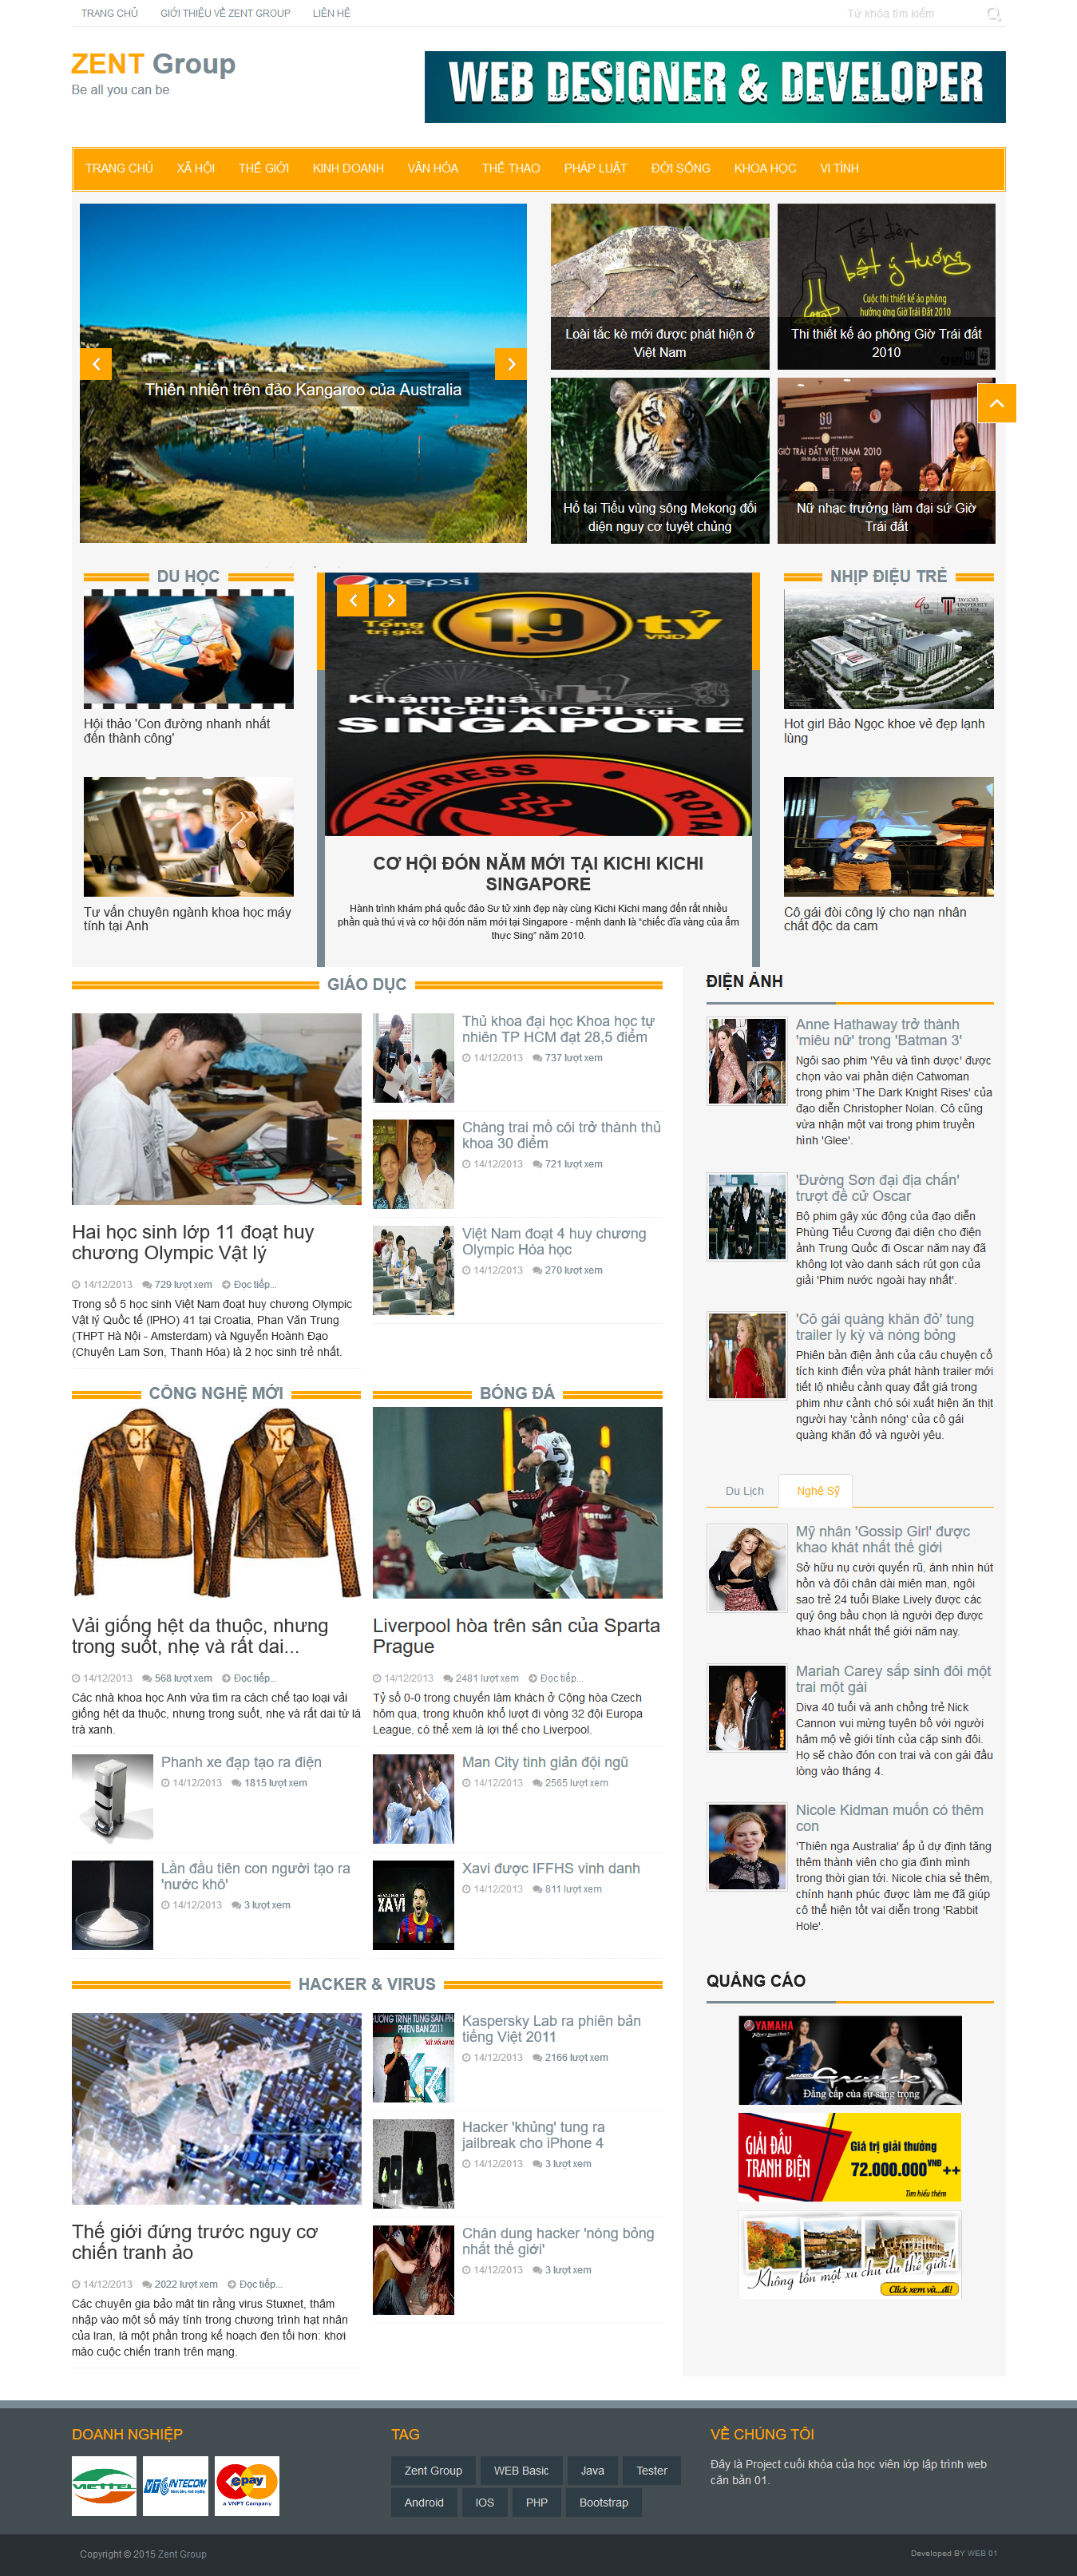 TRANG CHỦ GIỚI THIỆU VỀ ZENT GROUP LIÊN HỆ Từ khóa tìm kiếm
ZENT Group
Be all you can be
WEB DESIGNER & DEVELOPER
TRANG CHỦ XÃ HỘI THẾ GIỚI KINH DOANH VĂN HÓA THỂ THAO PHÁP LUẬT ĐỜI SỐNG KHOA HỌC VI TÍNH
Thiên nhiên trên đảo Kangaroo của Australia
Loài tắc kè mới được phát hiện ở
Việt Nam
Tắt đèn
bật ý tưởng
Cuộc thi thiết kế áo phông
hưởng ứng Giờ Trái Đất 2010
Thi thiết kế áo phông Giờ Trái đất
2010
Hổ tại Tiểu vùng sông Mekong đối
diện nguy cơ tuyệt chủng
60
GIỜ TRÁI ĐẤT VIỆT NAM 2010
Nữ nhạc trưởng làm đại sứ Giờ
Trái đất
DU HỌC
Hội thảo 'Con đường nhanh nhất
đến thành công'
Tư vấn chuyên ngành khoa học máy
tính tại Anh
pepsi
Tổng
trị giá
1,9 tỷ
VNĐ
Khám phá
KICHI-KICHI tại
SINGAPORE
EXPRESS ROTA
CƠ HỘI ĐÓN NĂM MỚI TẠI KICHI KICHI
SINGAPORE
Hành trình khám phá quốc đảo Sư tử xinh đẹp này cùng Kichi Kichi mang đến rất nhiều
phần quà thú vị và cơ hội đón năm mới tại Singapore - mệnh danh là "chiếc đĩa vàng của ẩm
thực Sing" năm 2010.
NHỊP ĐIỆU TRẺ
Hot girl Bảo Ngọc khoe vẻ đẹp lạnh
lùng
Cô gái đòi công lý cho nạn nhân
chất độc da cam
GIÁO DỤC
Hai học sinh lớp 11 đoạt huy
chương Olympic Vật lý
14/12/2013 729 lượt xem Đọc tiếp...
Trong số 5 học sinh Việt Nam đoạt huy chương Olympic
Vật lý Quốc tế (IPHO) 41 tại Croatia, Phan Văn Trung
(THPT Hà Nội - Amsterdam) và Nguyễn Hoành Đạo
(Chuyên Lam Sơn, Thanh Hóa) là 2 học sinh trẻ nhất.
Thủ khoa đại học Khoa học tự
nhiên TP HCM đạt 28,5 điểm
14/12/2013 737 lượt xem
Chàng trai mồ côi trở thành thủ
khoa 30 điểm
14/12/2013 721 lượt xem
Việt Nam đoạt 4 huy chương
Olympic Hóa học
14/12/2013 270 lượt xem
CÔNG NGHỆ MỚI
Vải giống hệt da thuộc, nhưng
trong suốt, nhẹ và rất dai...
14/12/2013 568 lượt xem Đọc tiếp...
Các nhà khoa học Anh vừa tìm ra cách chế tạo loại vải
giống hệt da thuộc, nhưng trong suốt, nhẹ và rất dai từ lá
trà xanh.
Phanh xe đạp tạo ra điện
14/12/2013 1815 lượt xem
Lần đầu tiên con người tạo ra
'nước khô'
14/12/2013 3 lượt xem
BÓNG ĐÁ
Liverpool hòa trên sân của Sparta
Prague
14/12/2013 2481 lượt xem Đọc tiếp...
Tỷ số 0-0 trong chuyến làm khách ở Cộng hòa Czech
hôm qua, trong khuôn khổ lượt đi vòng 32 đội Europa
League, có thể xem là lợi thế cho Liverpool.
Man City tinh giản đội ngũ
14/12/2013 2565 lượt xem
XAVI
Xavi được IFFHS vinh danh
14/12/2013 811 lượt xem
HACKER & VIRUS
Thế giới đứng trước nguy cơ
chiến tranh ảo
14/12/2013 2022 lượt xem Đọc tiếp...
Các chuyên gia bảo mật tin rằng virus Stuxnet, thâm
nhập vào một số máy tính trong chương trình hạt nhân
của Iran, là một phần trong kế hoạch đen tối hơn: khơi
mào cuộc chiến tranh trên mạng.
Kaspersky Lab ra phiên bản
tiếng Việt 2011
14/12/2013 2166 lượt xem
Hacker 'khủng' tung ra
jailbreak cho iPhone 4
14/12/2013 3 lượt xem
Chân dung hacker 'nóng bỏng
nhất thế giới'
14/12/2013 3 lượt xem
ĐIỆN ẢNH
Anne Hathaway trở thành
'miêu nữ' trong 'Batman 3'
Ngôi sao phim 'Yêu và tình dược' được
chọn vào vai phản diện Catwoman
trong phim 'The Dark Knight Rises' của
đạo diễn Christopher Nolan. Cô cũng
vừa nhận một vai trong phim truyền
hình 'Glee'.
'Đường Sơn đại địa chấn'
trượt đề cử Oscar
Bộ phim gây xúc động của đạo diễn
Phùng Tiểu Cương đại diện cho điện
ảnh Trung Quốc đi Oscar năm nay đã
không lọt vào danh sách rút gọn của
giải 'Phim nước ngoài hay nhất'.
'Cô gái quàng khăn đỏ' tung
trailer ly kỳ và nóng bỏng
Phiên bản điện ảnh của câu chuyện cổ
tích kinh điển vừa phát hành trailer mới
tiết lộ nhiều cảnh quay đắt giá trong
phim như cảnh chó sói xuất hiện ăn thịt
người hay 'cảnh nóng' của cô gái
quàng khăn đỏ và người yêu.
Du Lịch Nghệ Sỹ
Mỹ nhân 'Gossip Girl' được
khao khát nhất thế giới
Sở hữu nụ cười quyến rũ, ánh nhìn hút
hồn và đôi chân dài miên man, ngôi
sao trẻ 24 tuổi Blake Lively được các
quý ông bầu chọn là người đẹp được
khao khát nhất thế giới năm nay.
Mariah Carey sắp sinh đôi một
trai một gái
Diva 40 tuổi và anh chồng trẻ Nick
Cannon vui mừng tuyên bố với người
hâm mộ về giới tính của cặp sinh đôi.
Họ sẽ chào đón con trai và con gái đầu
lòng vào tháng 4.
Nicole Kidman muốn có thêm
con
'Thiên nga Australia' ấp ủ dự định tăng
thêm thành viên cho gia đình mình
trong thời gian tới. Nicole chia sẻ thêm,
chính hạnh phúc được làm mẹ đã giúp
cô thể hiện tốt vai diễn trong 'Rabbit
Hole'.
QUẢNG CÁO
YAMAHA
Grande
Đẳng cấp của sự sang trọng
GIẢI ĐẤU
TRANH BIỆN
Giá trị giải thưởng
72.000.000 VNĐ ++
Tìm hiểu thêm
Không tốn một xu chu du thế giới!
Click xem và...đi!
DOANH NGHIỆP
VIETTEL
INTECOM
epay
a VNPT Company
TAG
Zent Group WEB Basic Java Tester
Android IOS PHP Bootstrap
VỀ CHÚNG TÔI
Đây là Project cuối khóa của học viên lớp lập trình web
căn bản 01.
Copyright © 2015 Zent Group
Developed BY WEB 01